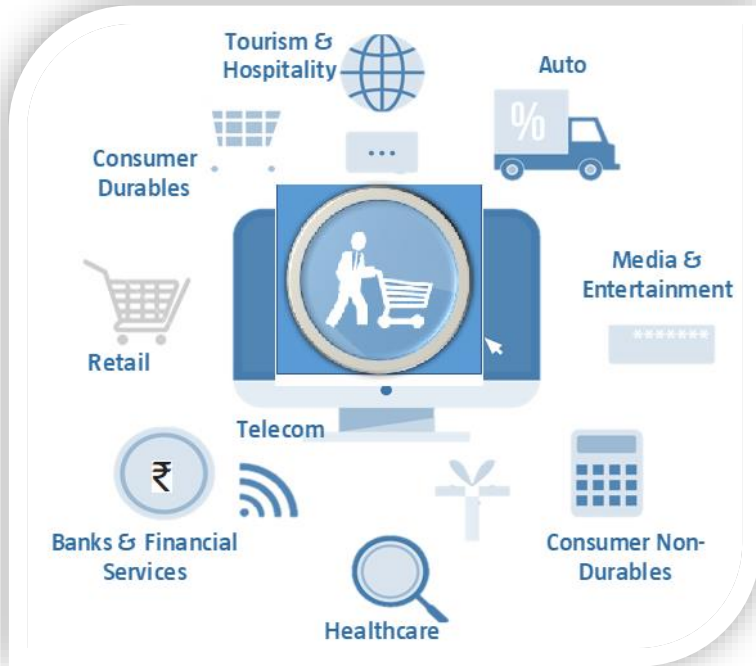 Tourism &
Hospitality
Auto
%
Consumer
Durables
...
Media &
Entertainment
*******
Retail
Telecom
₹
Banks & Financial
Services
Consumer Non-
Durables
Healthcare